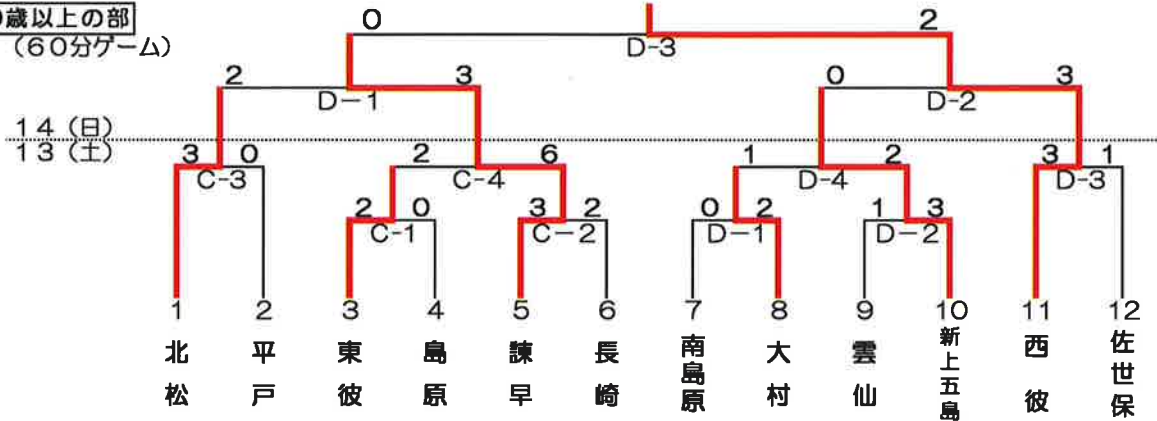 歳以上の部
(60分ゲーム)
0 2
D-3
2 3 0 3
D-1 D-2
14(日)
13(土)
3 0 2 6 1 2 3 1
C-3 C-4 D-4 D-3
2 0 3 2 0 2 1 3
C-1 C-2 D-1 D-2
1 2 3 4 5 6 7 8 9 10 11 12
北松 平戸 東彼 島原 諫早 長崎 南島原 大村 雲仙 新上五島 西彼 佐世保